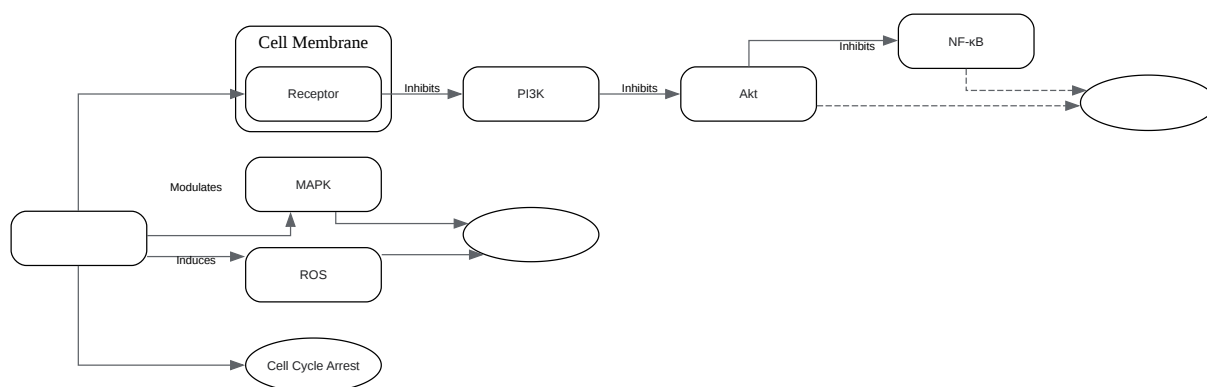 Cell Membrane
Receptor
Inhibits
PI3K
Inhibits
Akt
Inhibits
NF-κB
Modulates
MAPK
Induces
ROS
Cell Cycle Arrest